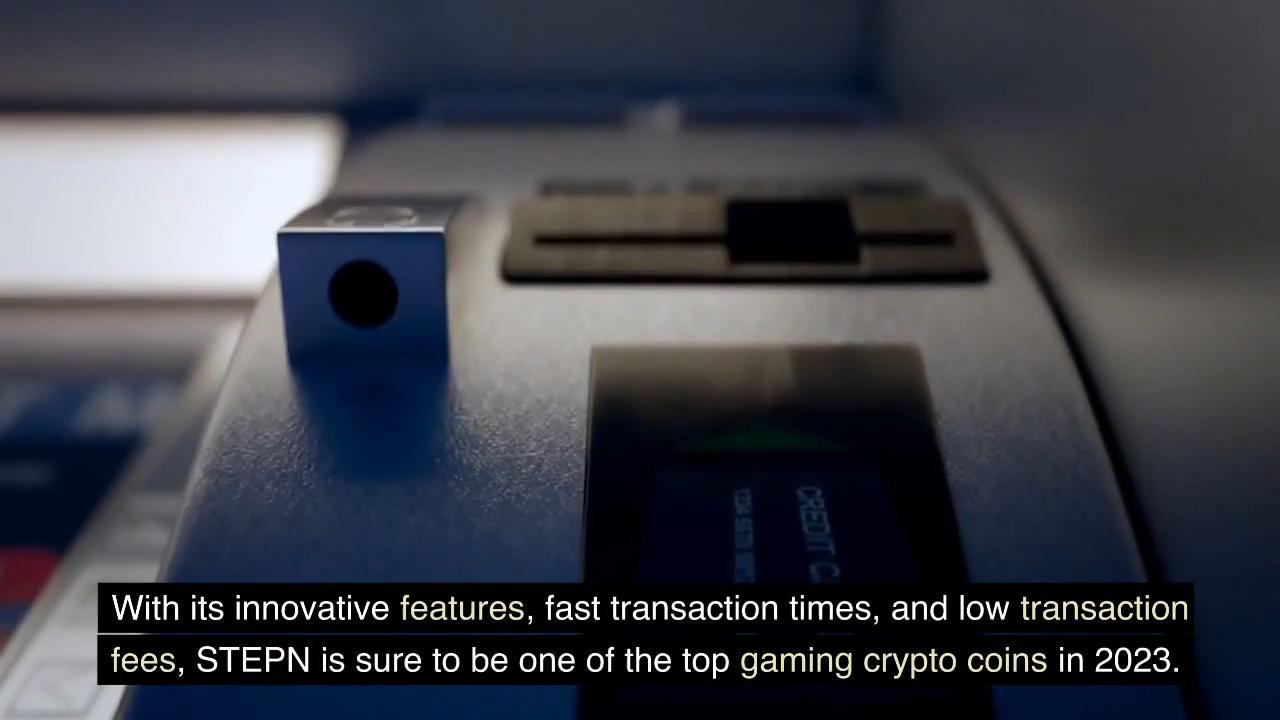 CREDIT
With its innovative features, fast transaction times, and low transaction
fees, STEPN is sure to be one of the top gaming crypto coins in 2023.